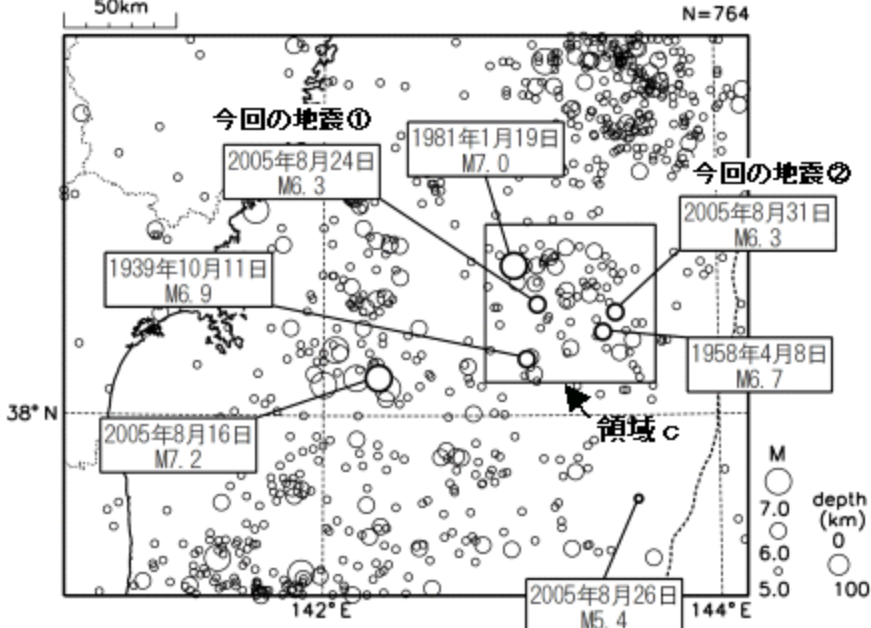 50km
N=764
今回の地震①
2005年8月24日
M6.3
1981年1月19日
M7.0
今回の地震②
2005年8月31日
M6.3
1939年10月11日
M6.9
1958年4月8日
M6.7
38°N
領域c
2005年8月16日
M7.2
M
7.0
6.0
5.0
depth
(km)
0
100
2005年8月26日
M5.4
142°E
144°E